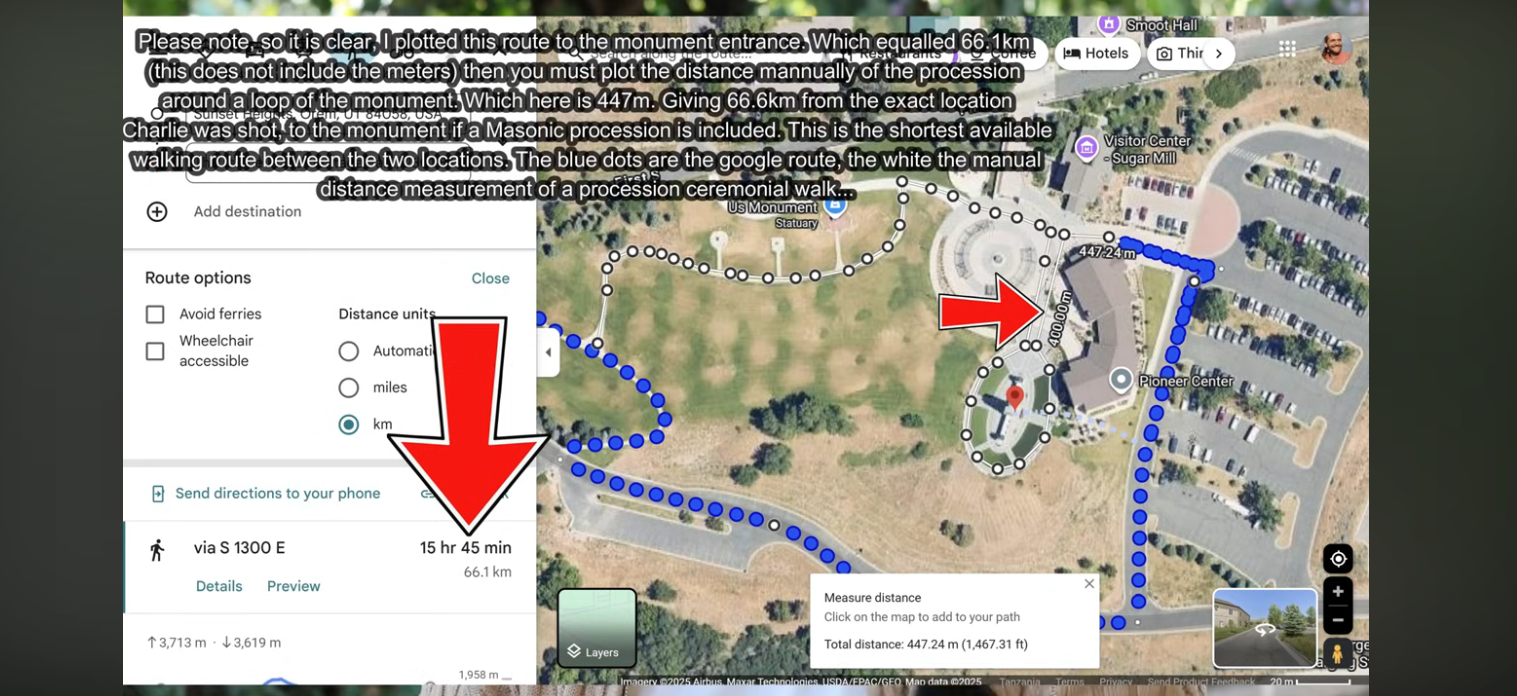 Please note, so it is clear, I plotted this route to the monument entrance. Which equalled 66.1km
(this does not include the meters) then you must plot the distance mannually of the procession
around a loop of the monument. Which here is 447m. Giving 66.6km from the exact location
Charlie was shot, to the monument if a Masonic procession is included. This is the shortest available
walking route between the two locations. The blue dots are the google route, the white the manual
distance measurement of a procession ceremonial walk...
Search along the route...
Restaurants
Coffee
Hotels
Thin
Smoot Hall
Sunset Heights, Orem, UT 84058, USA
Visitor Center
- Sugar Mill
First S
Us Monument
Statuary
Add destination
447.24 m
Route options
Close
Avoid ferries
Distance units
Wheelchair
accessible
Automati
miles
km
400.00 m
Pioneer Center
Send directions to your phone
via S 1300 E
15 hr 45 min
66.1 km
Details
Preview
Measure distance
Click on the map to add to your path
Total distance: 447.24 m (1,467.31 ft)
3,713 m · 3,619 m
1,958 m
Layers
Imagery ©2025 Airbus, Maxar Technologies, USDA/FPAC/GEO, Map data ©2025
Tanzania
Terms
Privacy
Send Product Feedback
20 m